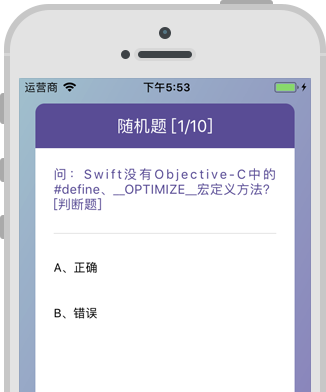 运营商 下午5:53
随机题 [1/10]
问：Swift没有Objective-C中的
#define、__OPTIMIZE__宏定义方法?
[判断题]
A、正确
B、错误